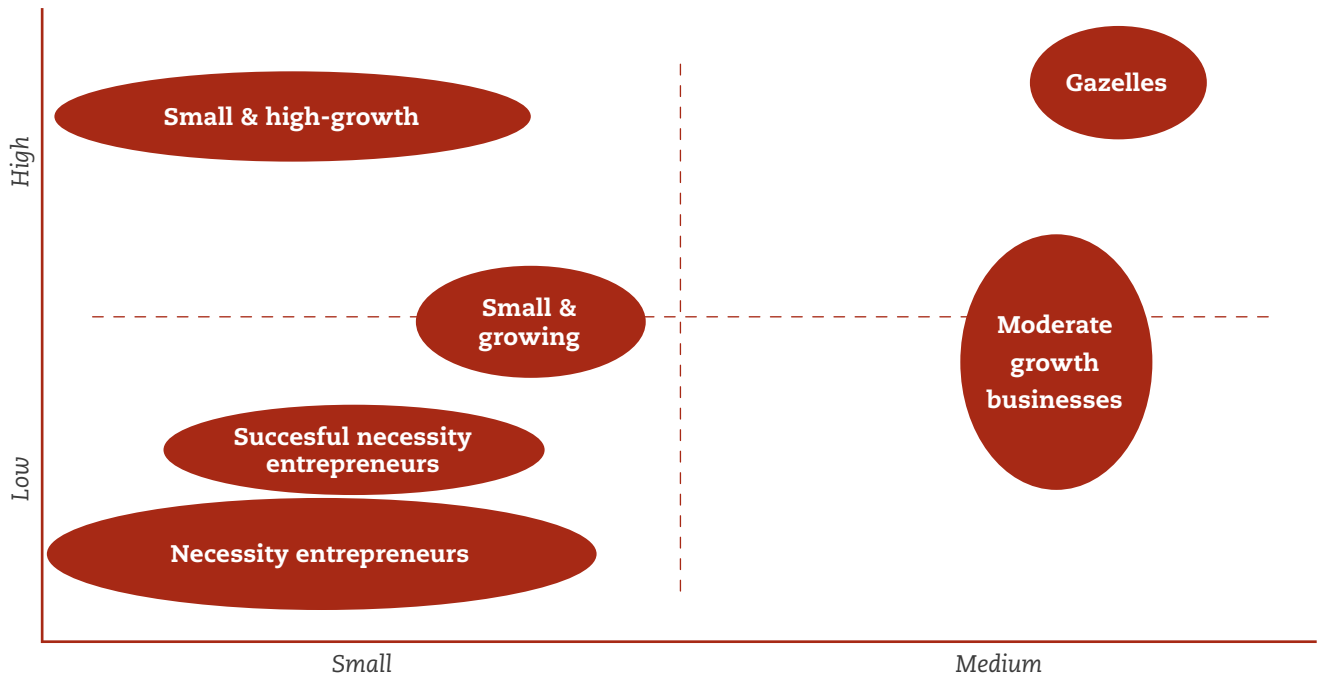 Gazelles
Small & high-growth
High
Small &
growing
Moderate
growth
businesses
Succesful necessity
entrepreneurs
Low
Necessity entrepreneurs
Small
Medium